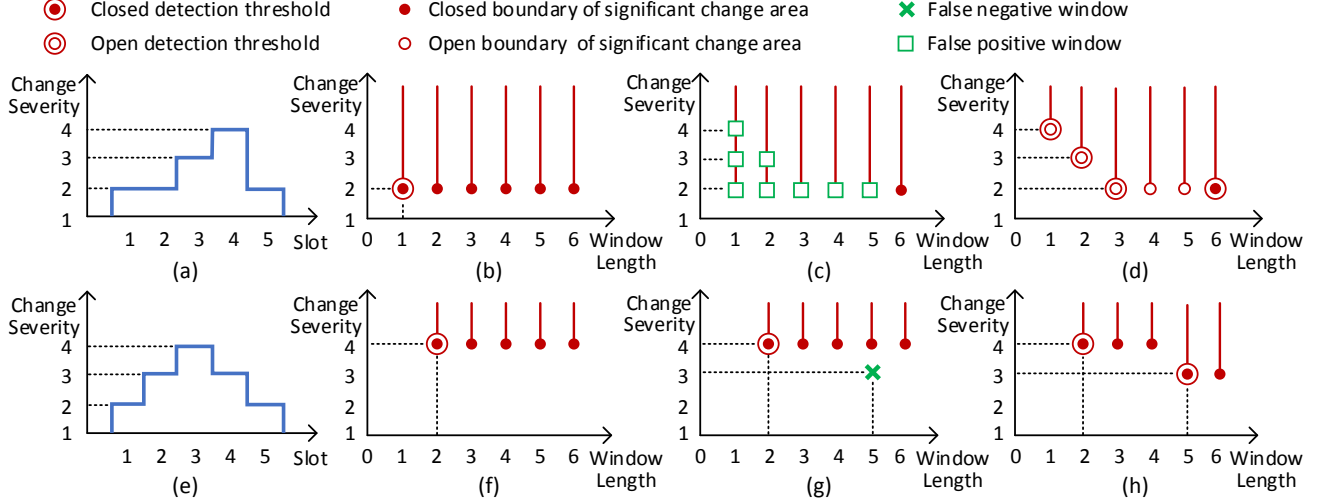 Closed detection threshold
Closed boundary of significant change area
False negative window
Open detection threshold
Open boundary of significant change area
False positive window
Change
Severity
4
3
2
1
1 2 3 4 5 Slot
(a)
Change
Severity
4
3
2
1
0 1 2 3 4 5 6 Window
Length
(b)
Change
Severity
4
3
2
1
0 1 2 3 4 5 6 Window
Length
(c)
Change
Severity
4
3
2
1
0 1 2 3 4 5 6 Window
Length
(d)
Change
Severity
4
3
2
1
1 2 3 4 5 Slot
(e)
Change
Severity
4
3
2
1
0 1 2 3 4 5 6 Window
Length
(f)
Change
Severity
4
3
2
1
0 1 2 3 4 5 6 Window
Length
(g)
Change
Severity
4
3
2
1
0 1 2 3 4 5 6 Window
Length
(h)